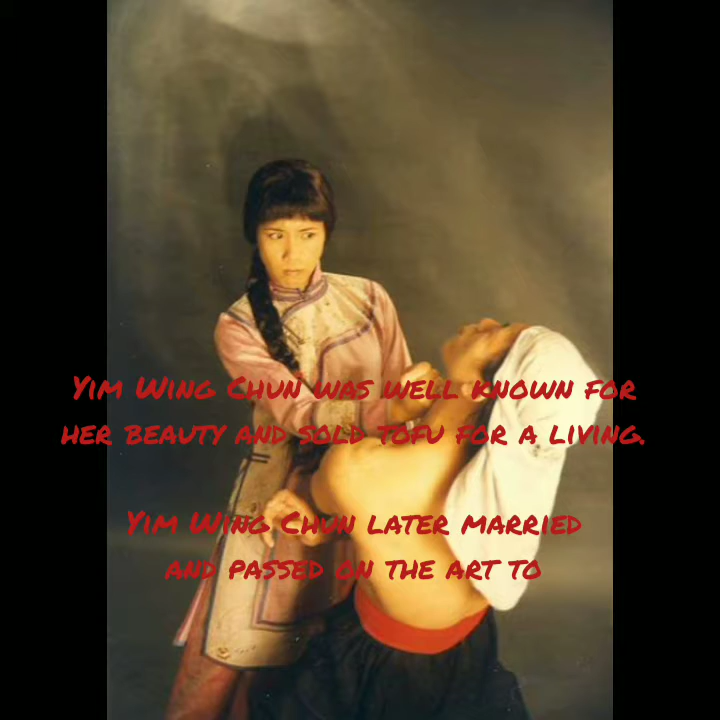 Yim Wing Chun was well known for
her beauty and sold tofu for a living.
Yim Wing Chun later married
and passed on the art to